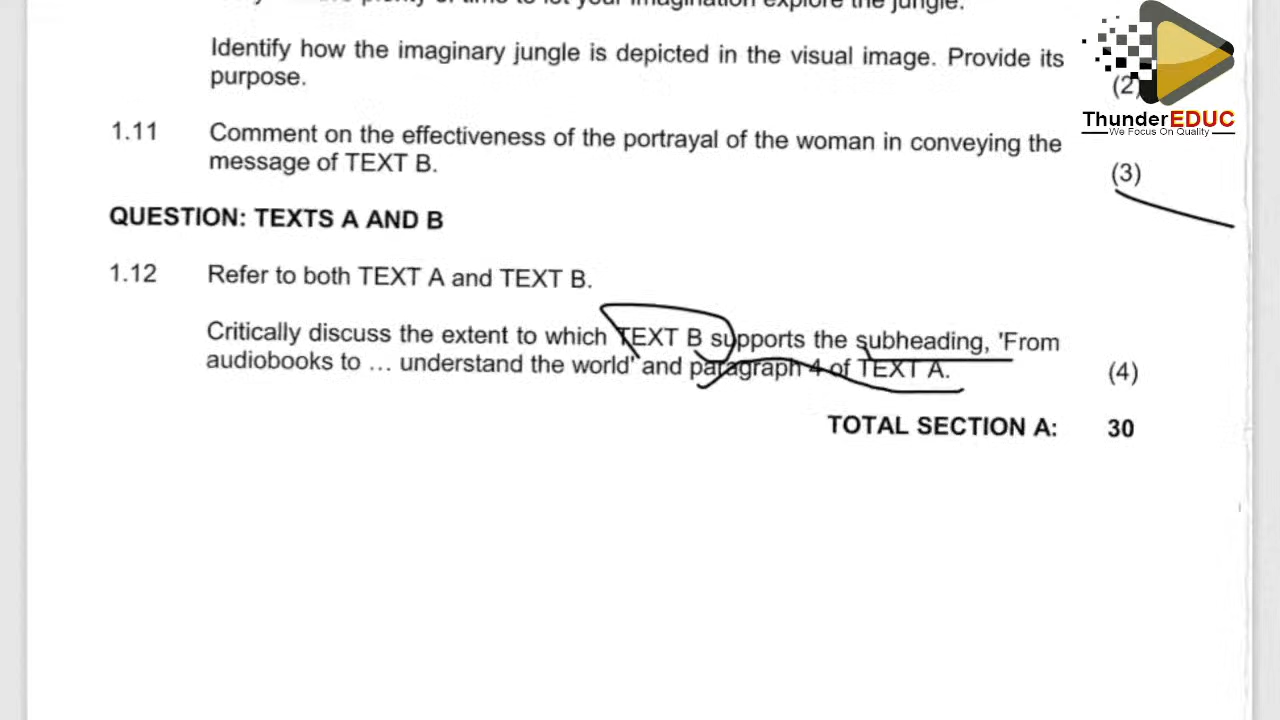 Identify how the imaginary jungle is depicted in the visual image. Provide its
purpose. (2)
ThunderEDUC
We Focus On Quality
1.11 Comment on the effectiveness of the portrayal of the woman in conveying the
message of TEXT B. (3)
QUESTION: TEXTS A AND B
1.12 Refer to both TEXT A and TEXT B.
Critically discuss the extent to which TEXT B supports the subheading, 'From
audiobooks to ... understand the world' and paragraph 4 of TEXT A. (4)
TOTAL SECTION A: 30